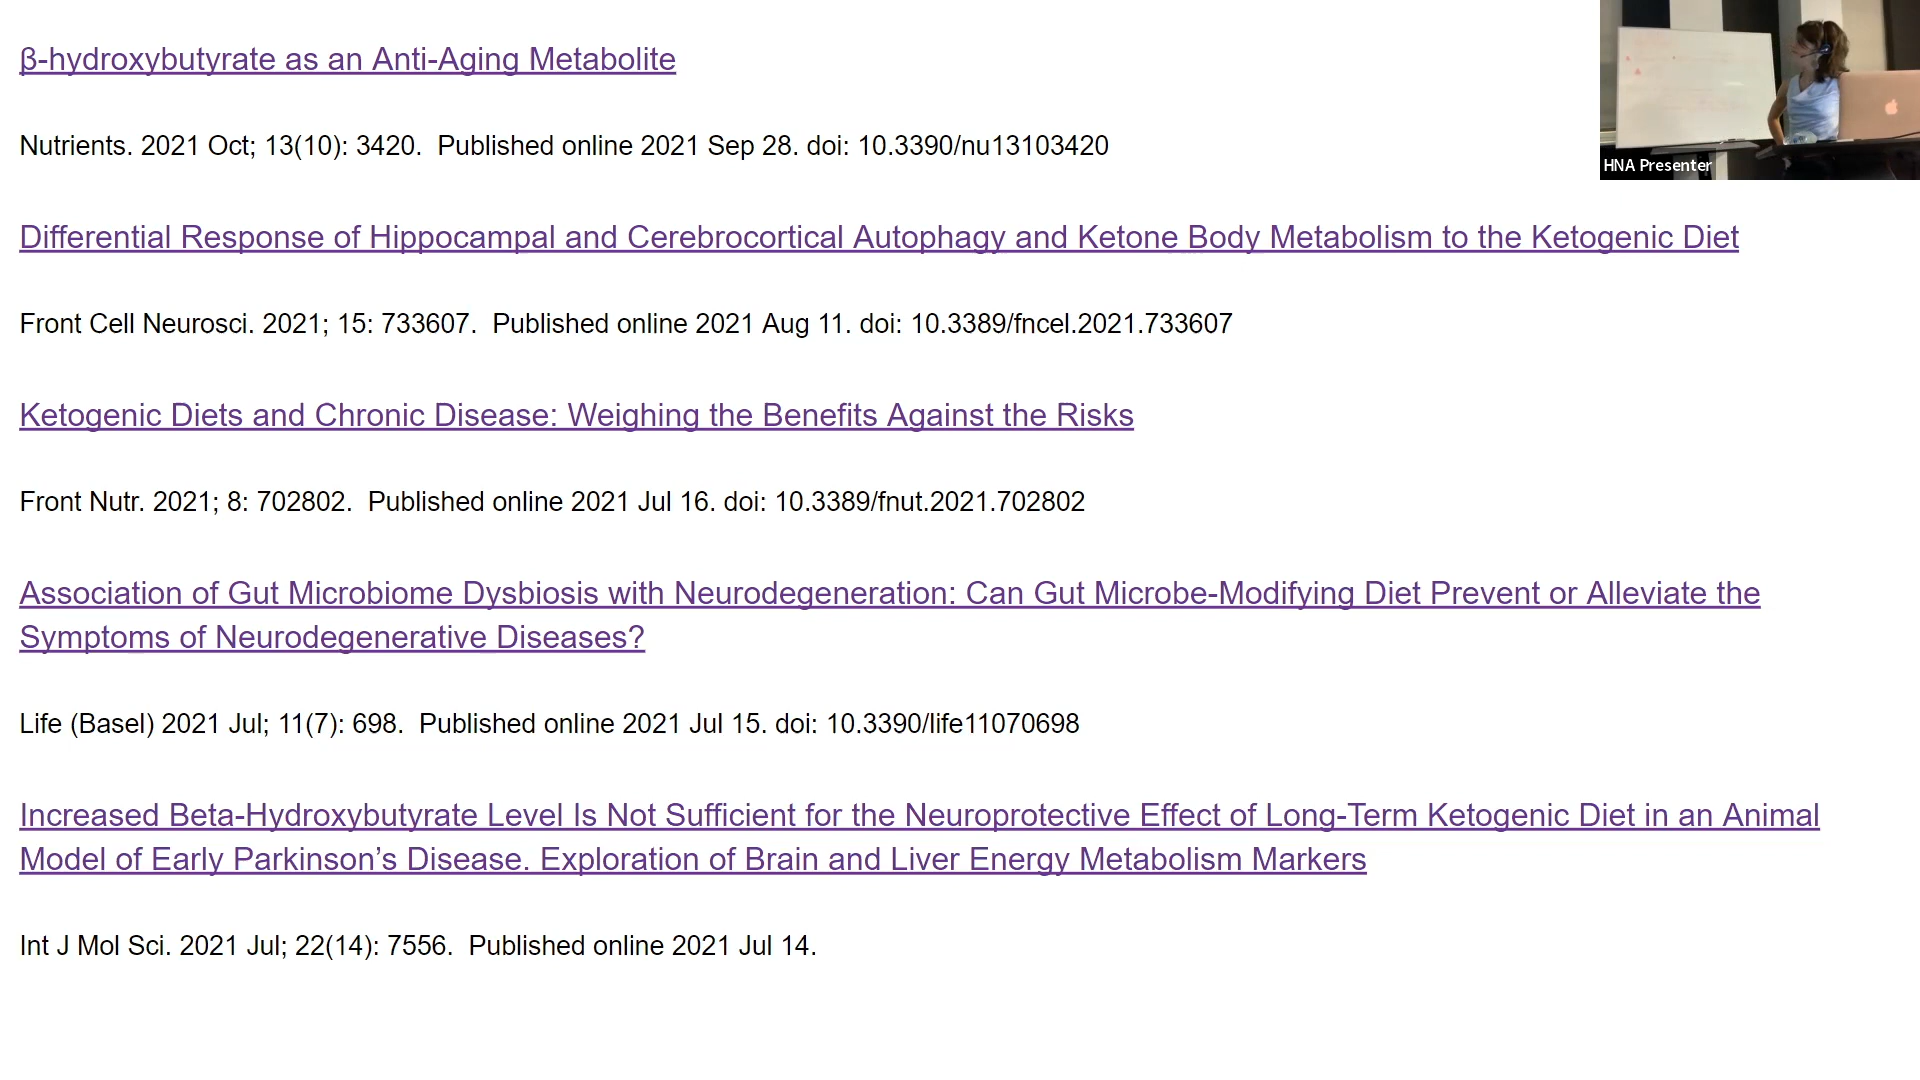 β-hydroxybutyrate as an Anti-Aging Metabolite
Nutrients. 2021 Oct; 13(10): 3420.  Published online 2021 Sep 28. doi: 10.3390/nu13103420
HNA Presenter
Differential Response of Hippocampal and Cerebrocortical Autophagy and Ketone Body Metabolism to the Ketogenic Diet
Front Cell Neurosci. 2021; 15: 733607.  Published online 2021 Aug 11. doi: 10.3389/fncel.2021.733607
Ketogenic Diets and Chronic Disease: Weighing the Benefits Against the Risks
Front Nutr. 2021; 8: 702802.  Published online 2021 Jul 16. doi: 10.3389/fnut.2021.702802
Association of Gut Microbiome Dysbiosis with Neurodegeneration: Can Gut Microbe-Modifying Diet Prevent or Alleviate the
Symptoms of Neurodegenerative Diseases?
Life (Basel) 2021 Jul; 11(7): 698.  Published online 2021 Jul 15. doi: 10.3390/life11070698
Increased Beta-Hydroxybutyrate Level Is Not Sufficient for the Neuroprotective Effect of Long-Term Ketogenic Diet in an Animal
Model of Early Parkinson’s Disease. Exploration of Brain and Liver Energy Metabolism Markers
Int J Mol Sci. 2021 Jul; 22(14): 7556.  Published online 2021 Jul 14.